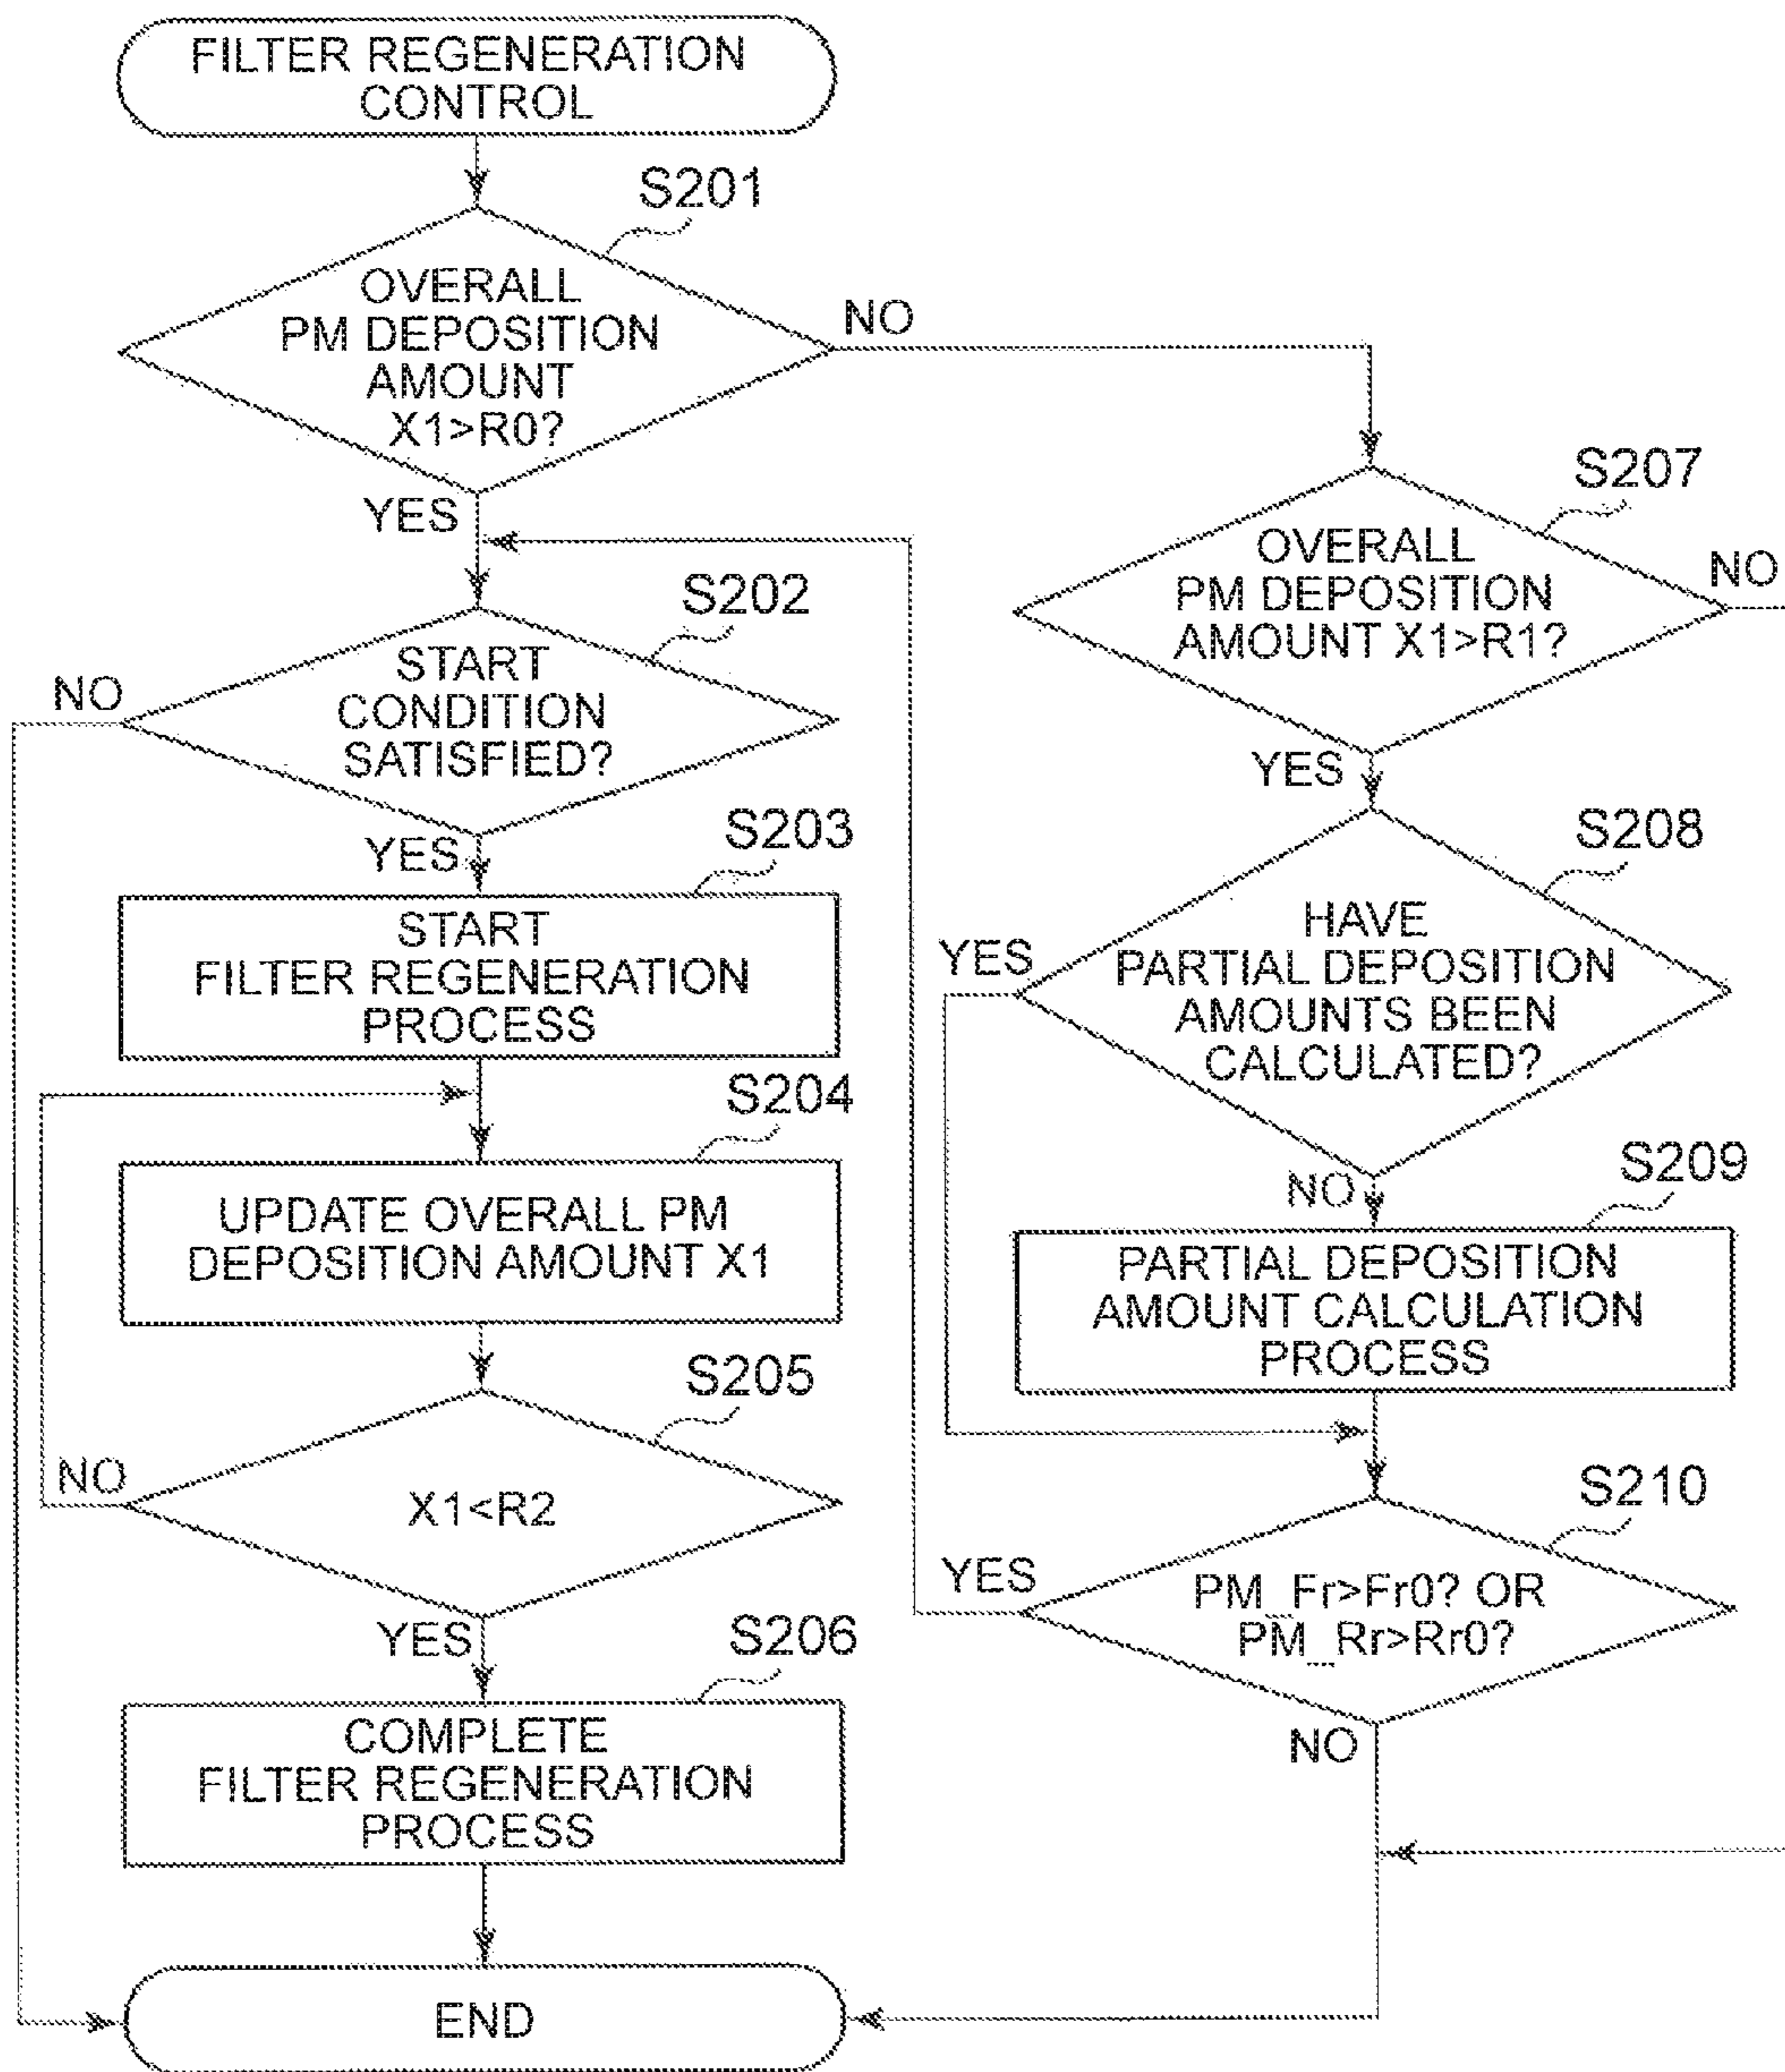 FILTER REGENERATION
CONTROL
S201
OVERALL
PM DEPOSITION
AMOUNT
X1>R0?
NO
YES
S202
START
CONDITION
SATISFIED?
NO
YES
S203
START
FILTER REGENERATION
PROCESS
S204
UPDATE OVERALL PM
DEPOSITION AMOUNT X1
S205
X1<R2
NO
YES
S206
COMPLETE
FILTER REGENERATION
PROCESS
END
S207
OVERALL
PM DEPOSITION
AMOUNT X1>R1?
NO
YES
S208
HAVE
PARTIAL DEPOSITION
AMOUNTS BEEN
CALCULATED?
YES
NO
S209
PARTIAL DEPOSITION
AMOUNT CALCULATION
PROCESS
S210
PM_Fr>Fr0? OR
PM_Rr>Rr0?
YES
NO